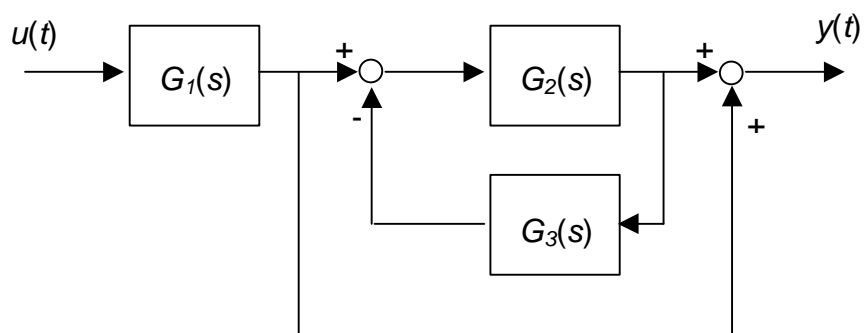 u(t)
y(t)
G1(s)
+
G2(s)
+
-
+
G3(s)